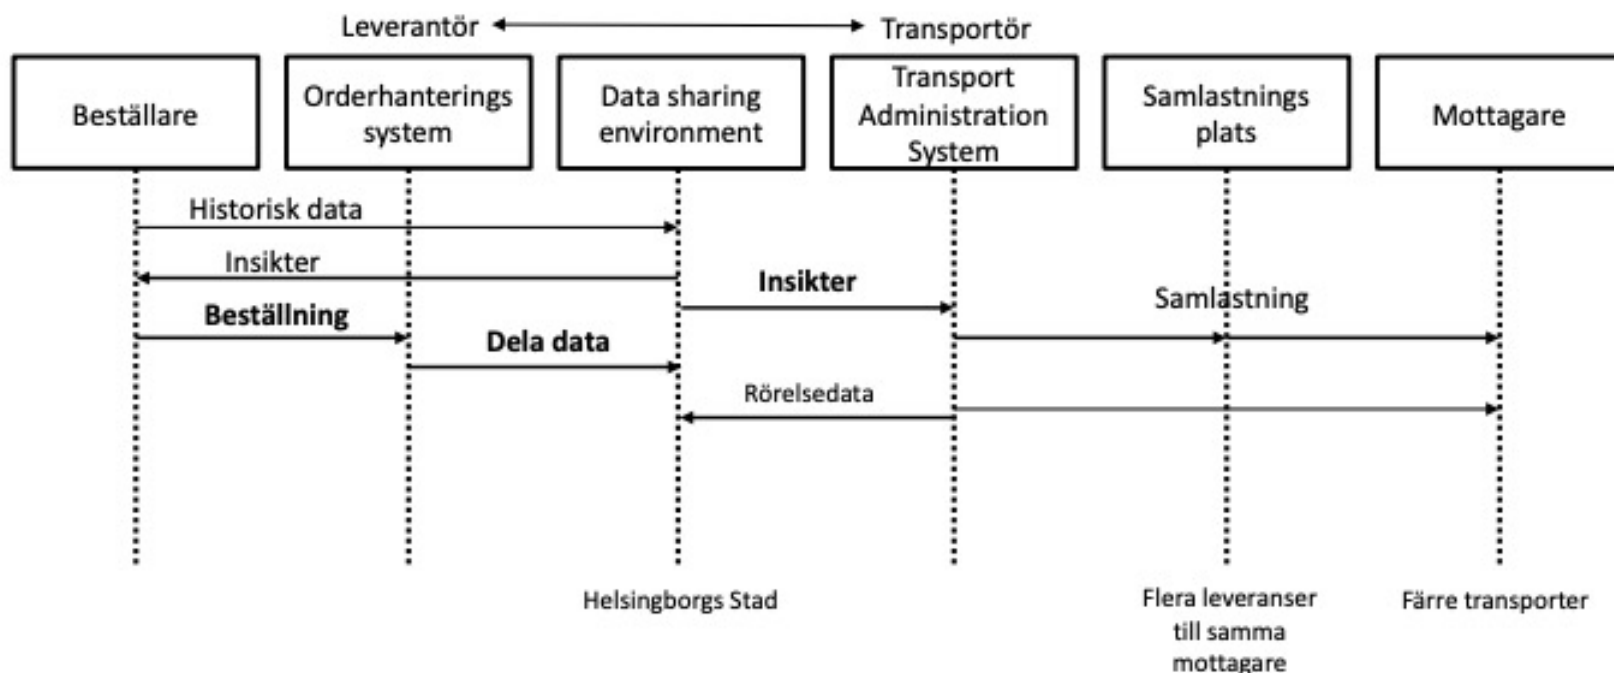 Leverantör
Transportör
Beställare
Orderhanterings
system
Data sharing
environment
Transport
Administration
System
Samlastnings
plats
Mottagare
Historisk data
Insikter
Insikter
Samlastning
Beställning
Dela data
Rörelsedata
Helsingborgs Stad
Flera leveranser
till samma
mottagare
Färre transporter